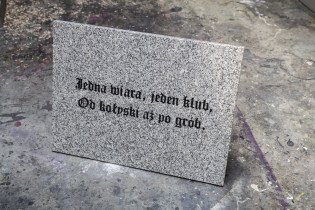 Jedna wiara, jeden klub,
Od kołyski aż po grób.